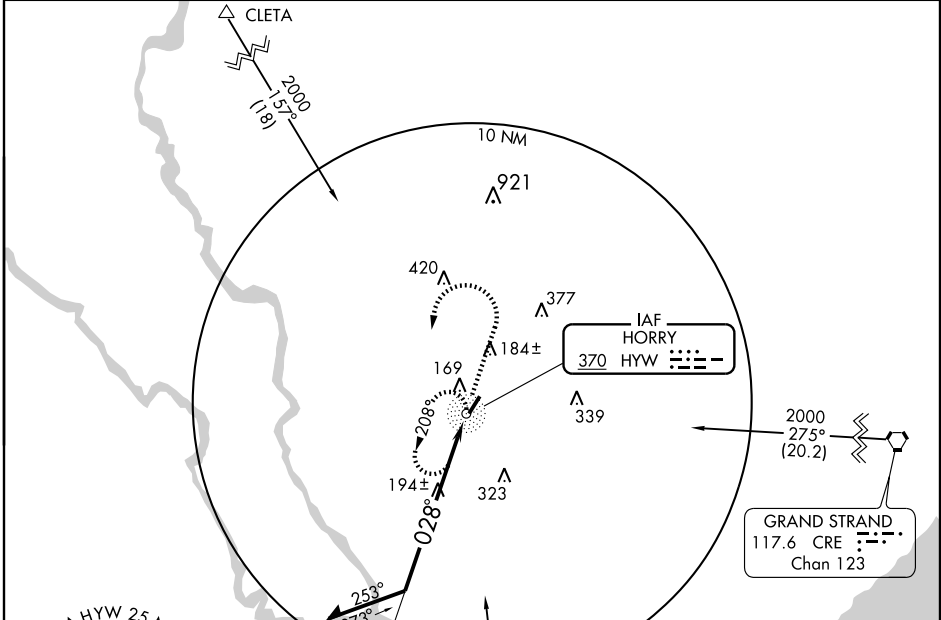 CLETA
2000
157°
(18)
10 NM
921
420
377
IAF
HORRY
370 HYW
184±
169
339
208°
2000
275°
(20.2)
194±
323
028°
GRAND STRAND
117.6 CRE
Chan 123
253°
273°
HYW 25